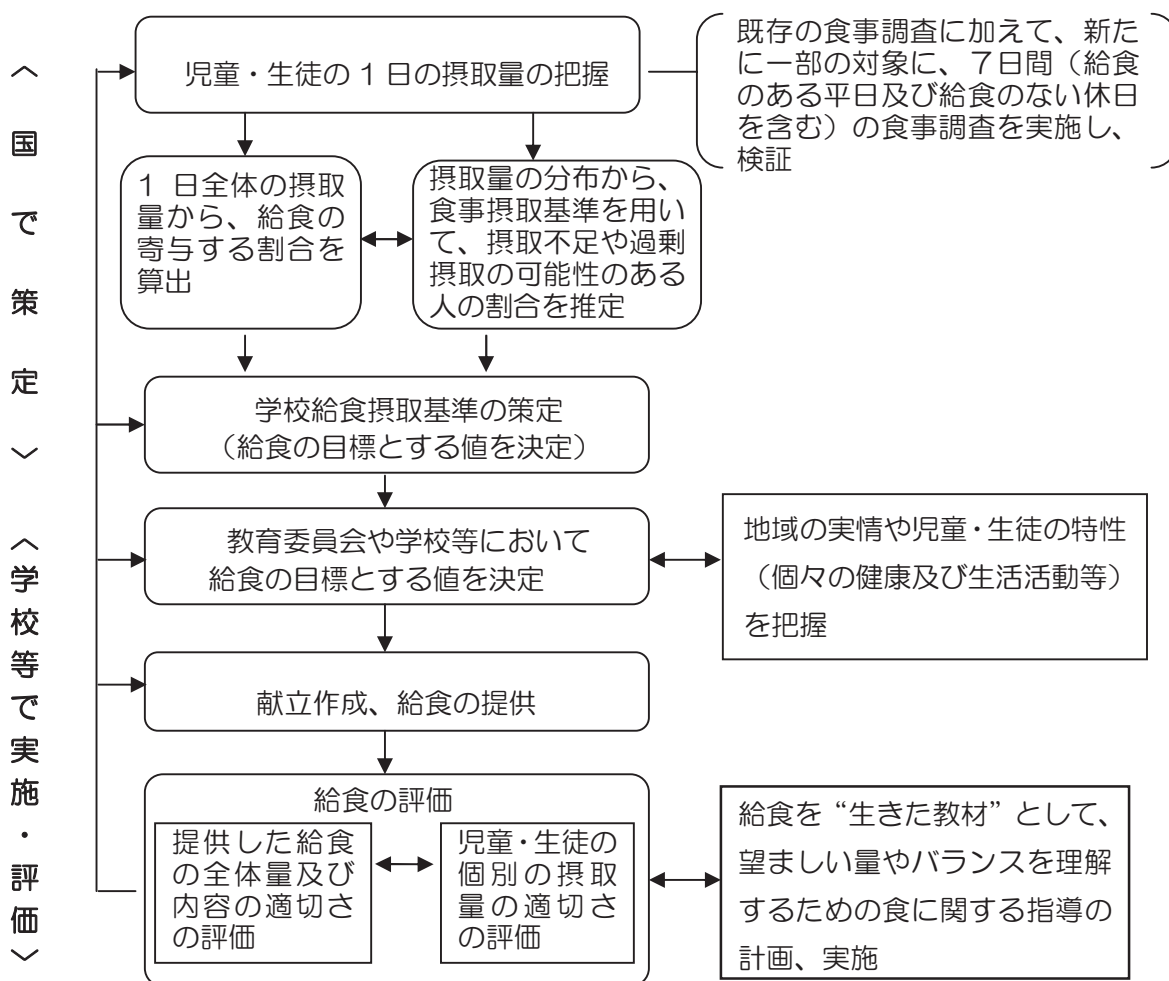 〈国で策定〉
〈学校等で実施・評価〉
児童・生徒の1日の摂取量の把握
既存の食事調査に加えて、新た
に一部の対象に、7日間(給食
のある平日及び給食のない休日
を含む)の食事調査を実施し、
検証
1 日全体の摂取
量から、給食の
寄与する割合を
算出
摂取量の分布から、
食事摂取基準を用い
て、摂取不足や過剰
摂取の可能性のある
人の割合を推定
学校給食摂取基準の策定
(給食の目標とする値を決定)
教育委員会や学校等において
給食の目標とする値を決定
地域の実情や児童・生徒の特性
(個々の健康及び生活活動等)
を把握
献立作成、給食の提供
給食の評価
提供した給食
の全体量及び
内容の適切さ
の評価
児童・生徒の
個別の摂取
量の適切さ
の評価
給食を“生きた教材”として、
望ましい量やバランスを理解
するための食に関する指導の
計画、実施